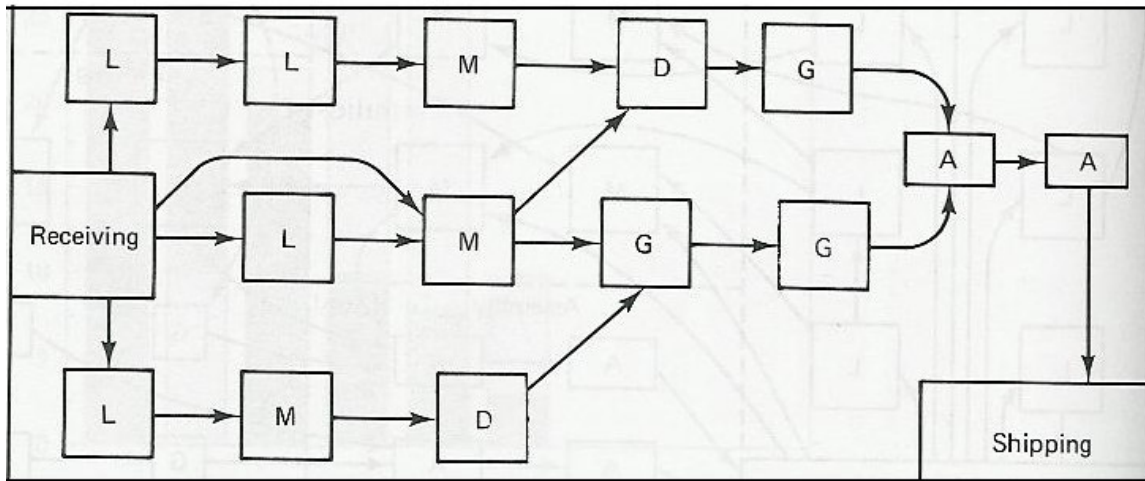 L L M D G
A A
Receiving L M G G
L M D
Shipping